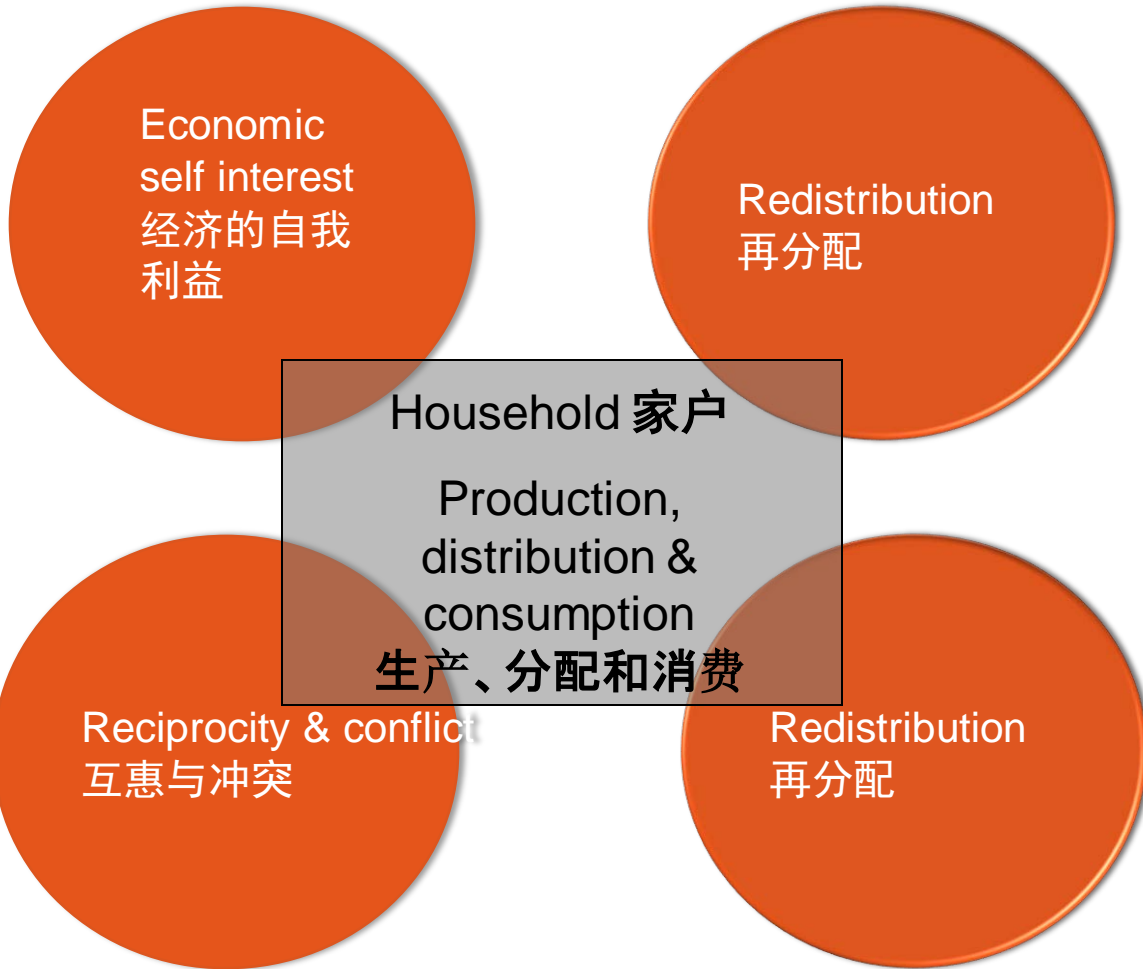 Economic
self interest
经济的自我
利益
Redistribution
再分配
Household 家户
Production,
distribution &
consumption
生产、分配和消费
Reciprocity & conflict
互惠与冲突
Redistribution
再分配